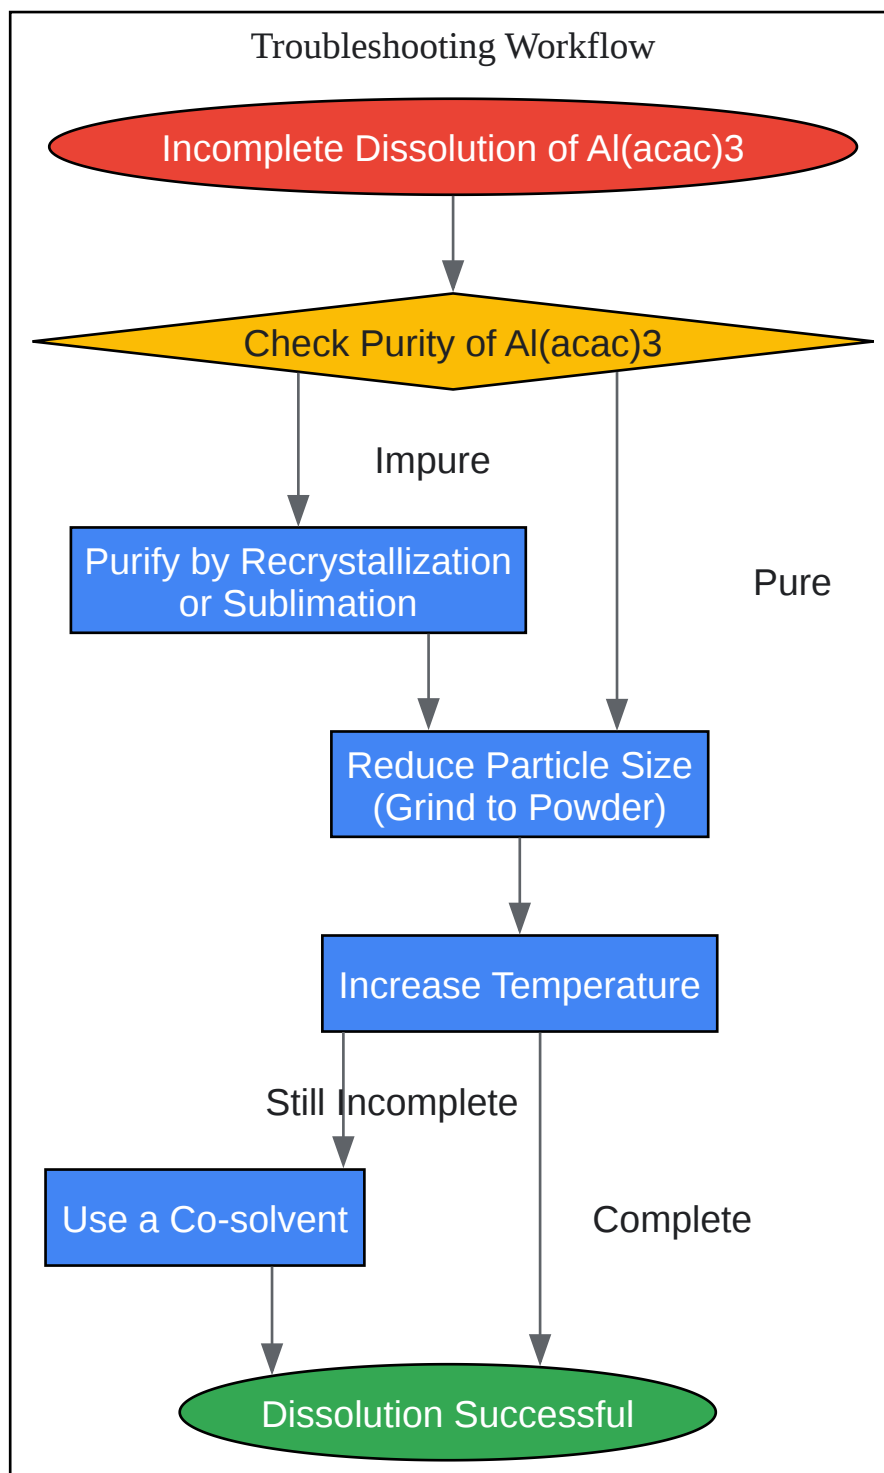 Troubleshooting Workflow
Incomplete Dissolution of Al(acac)3
Check Purity of Al(acac)3
Impure
Purify by Recrystallization
or Sublimation
Pure
Reduce Particle Size
(Grind to Powder)
Increase Temperature
Still Incomplete
Use a Co-solvent
Complete
Dissolution Successful